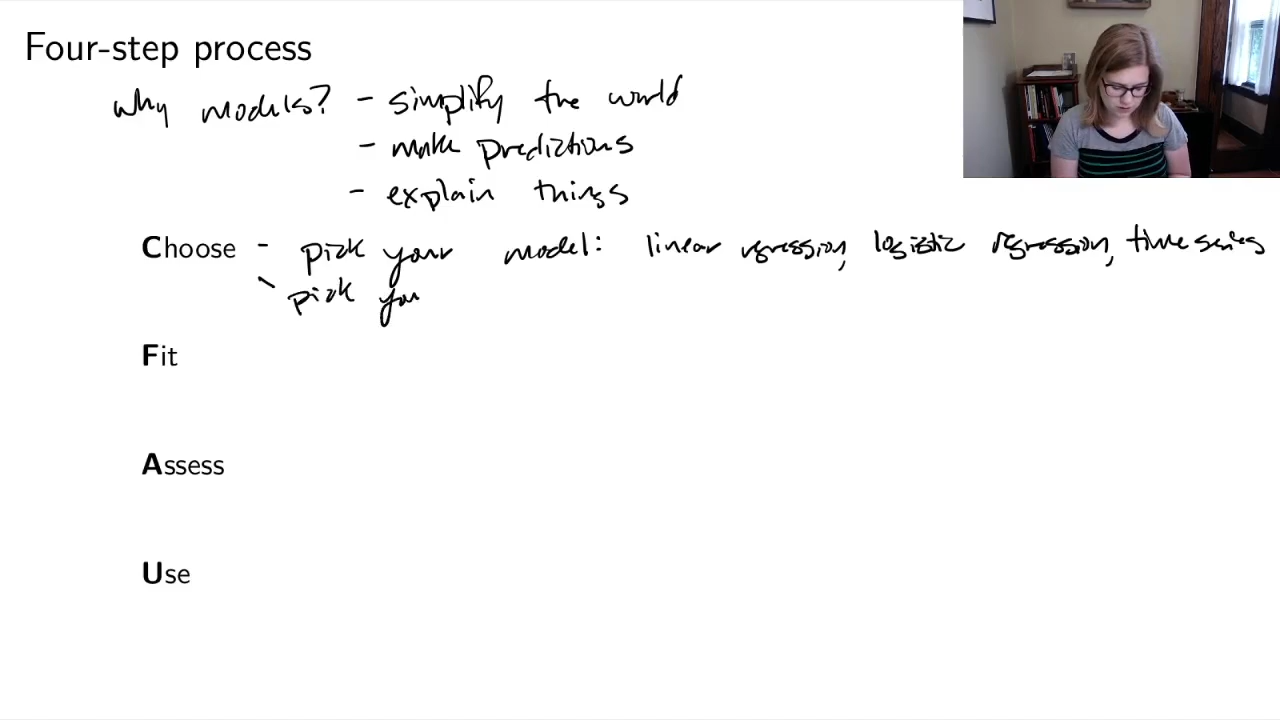 Four-step process
Why models? - simplify the world
- make predictions
- explain things
Choose - pick your model: linear regression, logistic regression, time series
- pick you
Fit
Assess
Use